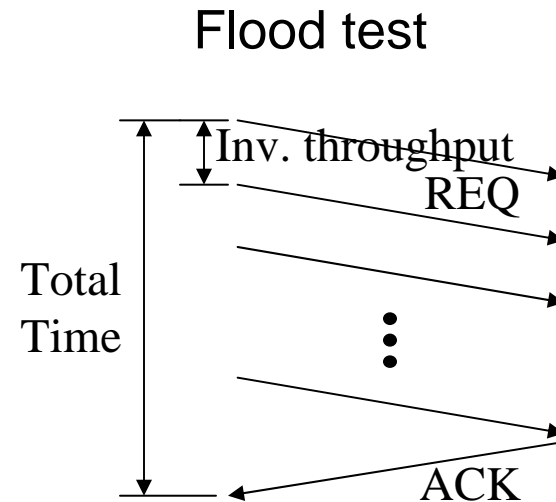 Flood test
Inv. throughput
REQ
Total
Time
ACK